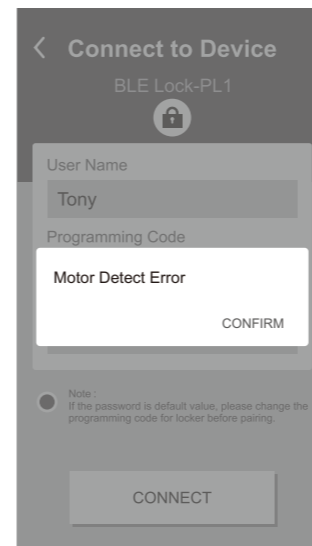 Connect to Device
BLE Lock-PL1
User Name
Tony
Programming Code
Motor Detect Error
CONFIRM
Note :
If the password is default value, please change the
programming code for locker before pairing.
CONNECT